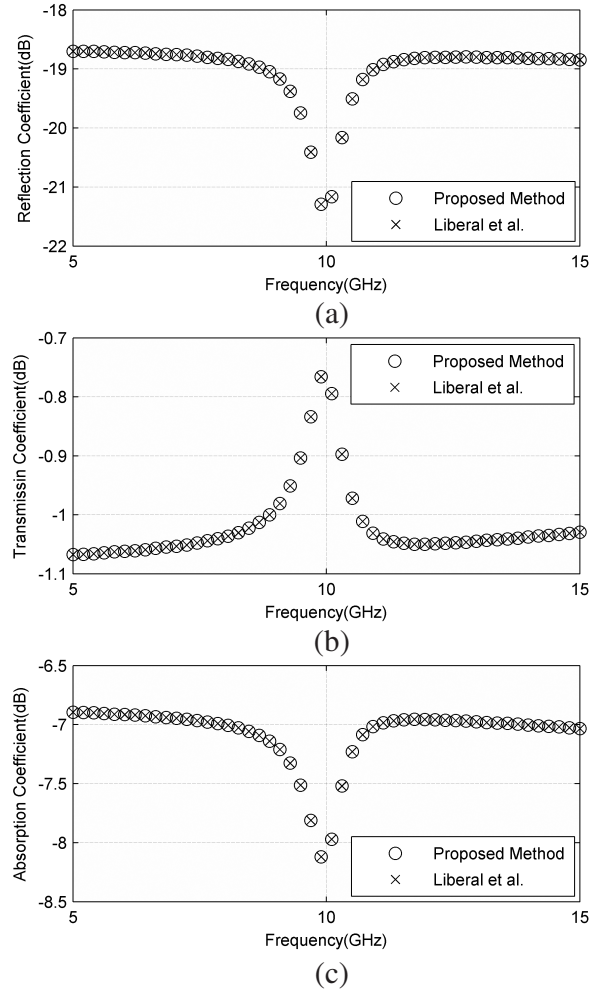 -18
-19
-20
-21
-22
Reflection Coefficient(dB)
Proposed Method
Liberal et al.
5
10
15
Frequency(GHz)
(a)
-0.7
-0.8
-0.9
-1
-1.1
Transmissin Coefficient(dB)
Proposed Method
Liberal et al.
5
10
15
Frequency(GHz)
(b)
-6.5
-7
-7.5
-8
-8.5
Absorption Coefficient(dB)
Proposed Method
Liberal et al.
5
10
15
Frequency(GHz)
(c)